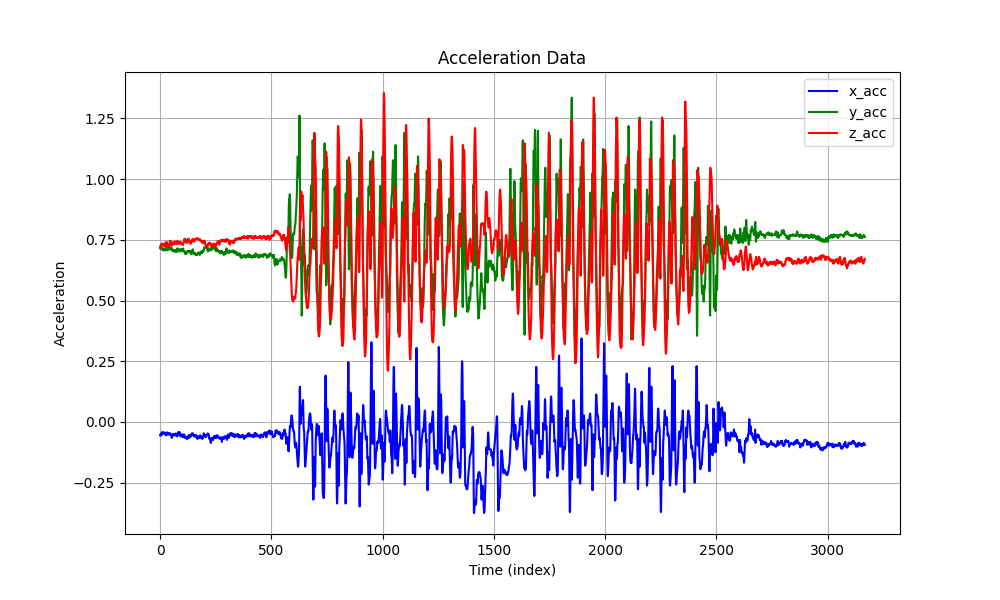 Acceleration Data
x_acc
y_acc
z_acc
Acceleration
1.25
1.00
0.75
0.50
0.25
0.00
−0.25
0 500 1000 1500 2000 2500 3000
Time (index)